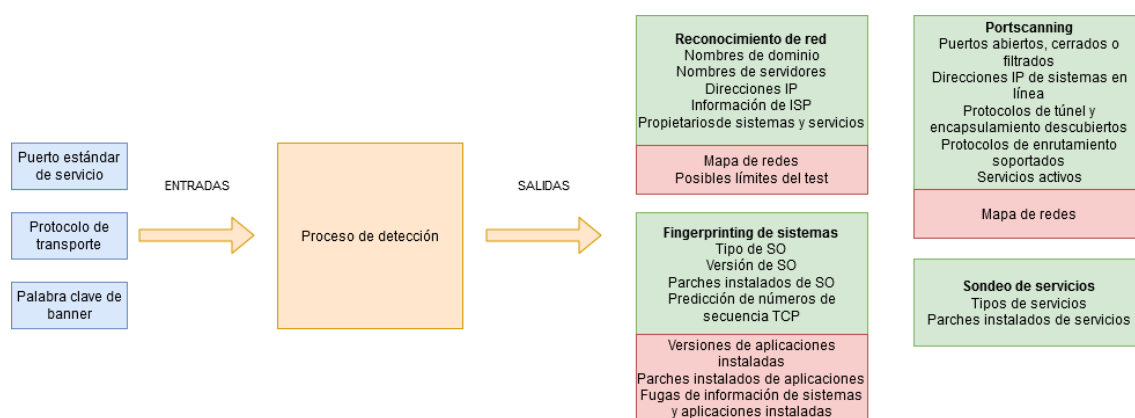 Puerto estándar
de servicio
Protocolo de
transporte
Palabra clave de
banner
ENTRADAS
Proceso de detección
SALIDAS
Reconocimiento de red
Nombres de dominio
Nombres de servidores
Direcciones IP
Información de ISP
Propietariosde sistemas y servicios
Mapa de redes
Posibles límites del test
Fingerprinting de sistemas
Tipo de SO
Versión de SO
Parches instalados de SO
Predicción de números de
secuencia TCP
Versiones de aplicaciones
instaladas
Parches instalados de aplicaciones
Fugas de información de sistemas
y aplicaciones instaladas
Portscanning
Puertos abiertos, cerrados o
filtrados
Direcciones IP de sistemas en
línea
Protocolos de túnel y
encapsulamiento descubiertos
Protocolos de enrutamiento
soportados
Servicios activos
Mapa de redes
Sondeo de servicios
Tipos de servicios
Parches instalados de servicios